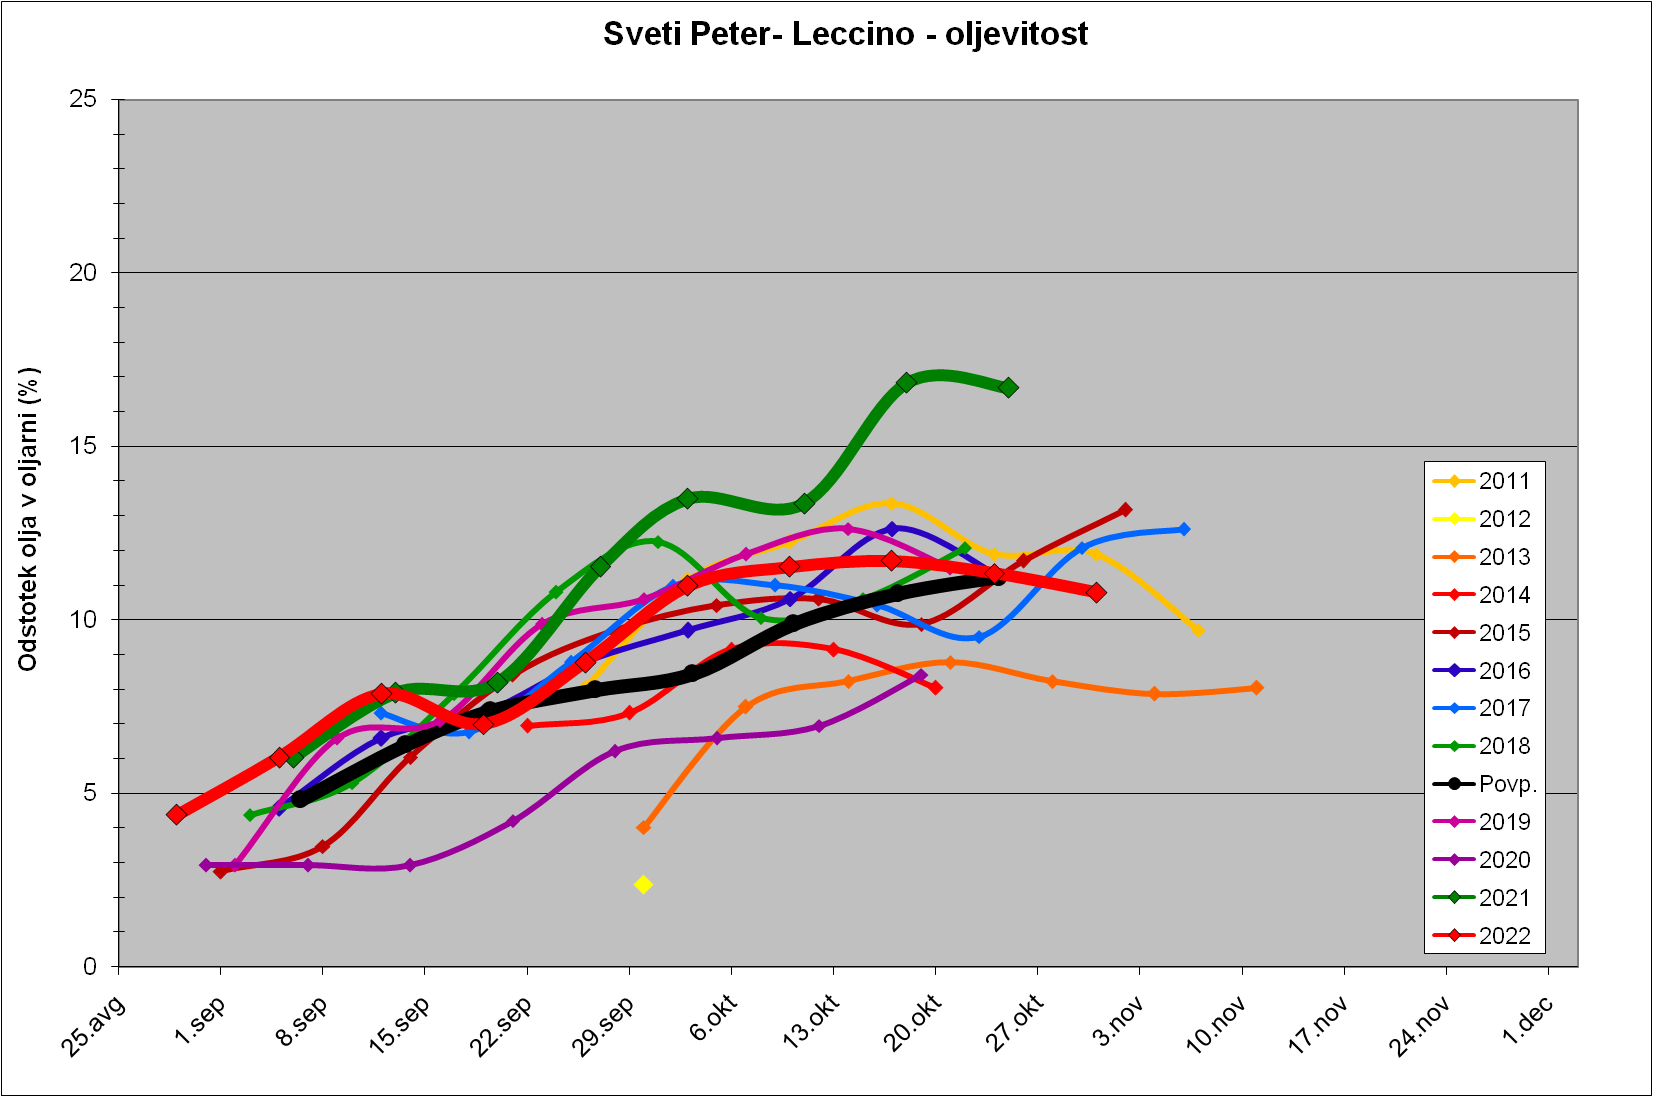 Sveti Peter- Leccino - oljevitost
Odstotek olja v oljarni (%)
25
20
15
10
5
0
25.avg
1.sep
8.sep
15.sep
22.sep
29.sep
6.okt
13.okt
20.okt
27.okt
3.nov
10.nov
17.nov
24.nov
1.dec
2011
2012
2013
2014
2015
2016
2017
2018
Povp.
2019
2020
2021
2022